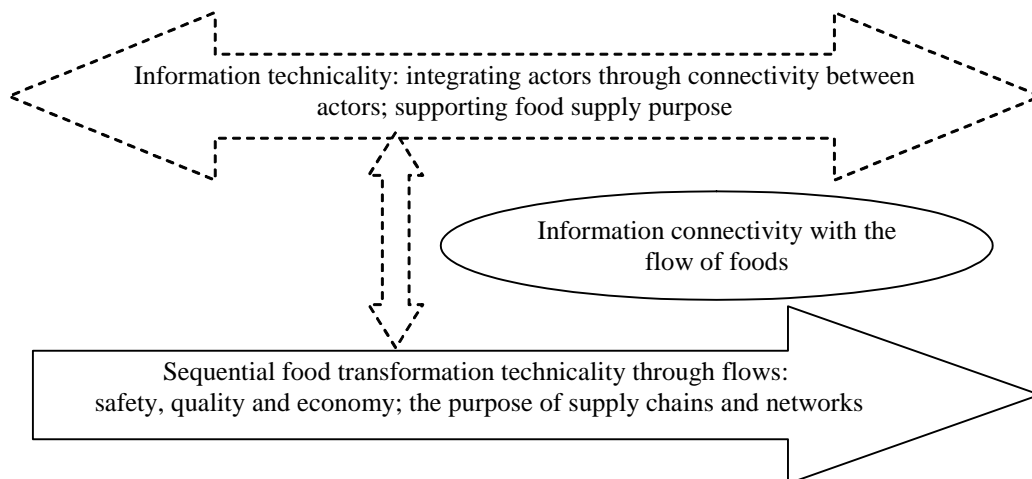 Information technicality: integrating actors through connectivity between
actors; supporting food supply purpose
Information connectivity with the
flow of foods
Sequential food transformation technicality through flows:
safety, quality and economy; the purpose of supply chains and networks